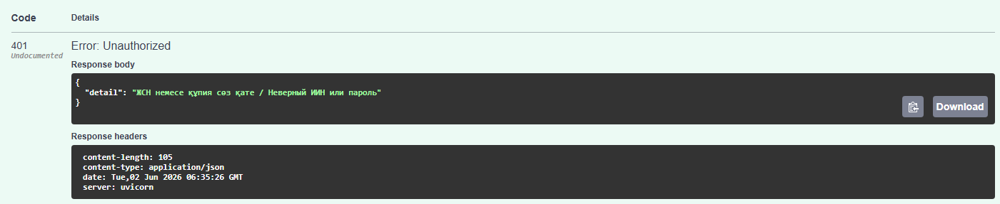 Code Details
401 Error: Unauthorized
Undocumented
Response body
{
"detail": "ЖСН немесе құпия сөз қате / Неверный ИИН или пароль"
}
Download
Response headers
content-length: 105
content-type: application/json
date: Tue,02 Jun 2026 06:35:26 GMT
server: uvicorn